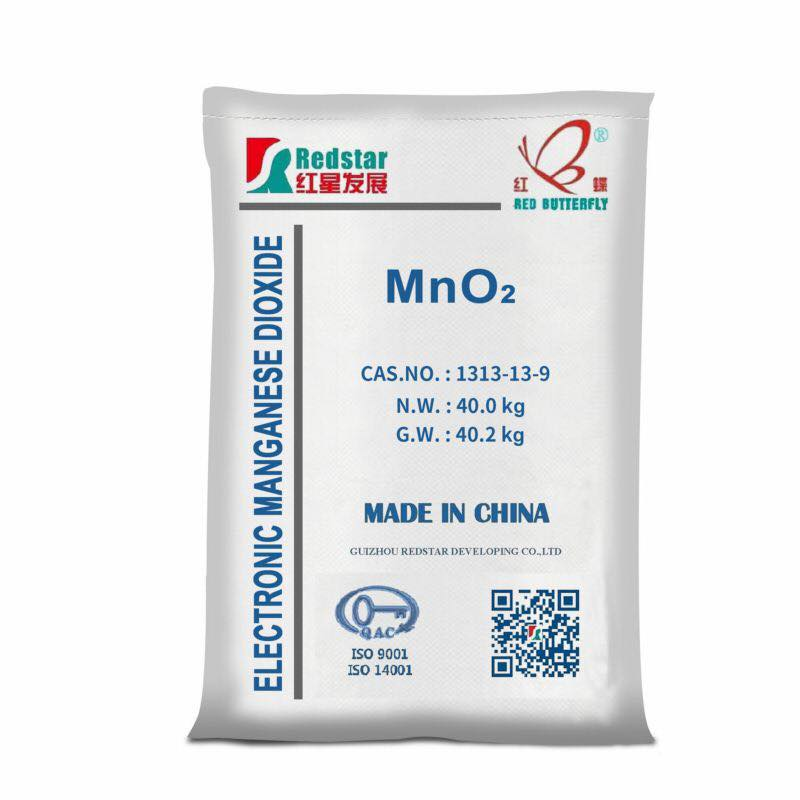 Redstar
红星发展
®
红 蝶
RED BUTTERFLY
ELECTRONIC MANGANESE DIOXIDE
MnO₂
CAS.NO. : 1313-13-9
N.W. : 40.0 kg
G.W. : 40.2 kg
MADE IN CHINA
GUIZHOU REDSTAR DEVELOPING CO.,LTD
QAC
ISO 9001
ISO 14001